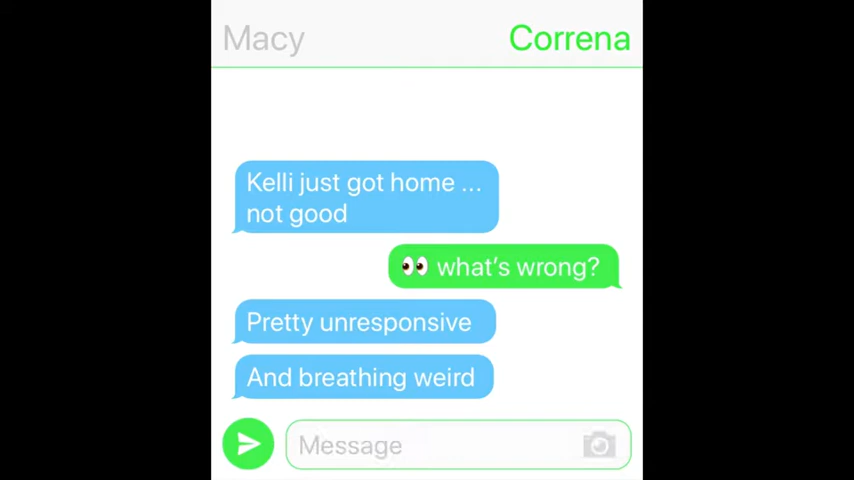 Macy
Correna
Kelli just got home ...
not good
👀 what's wrong?
Pretty unresponsive
And breathing weird
Message